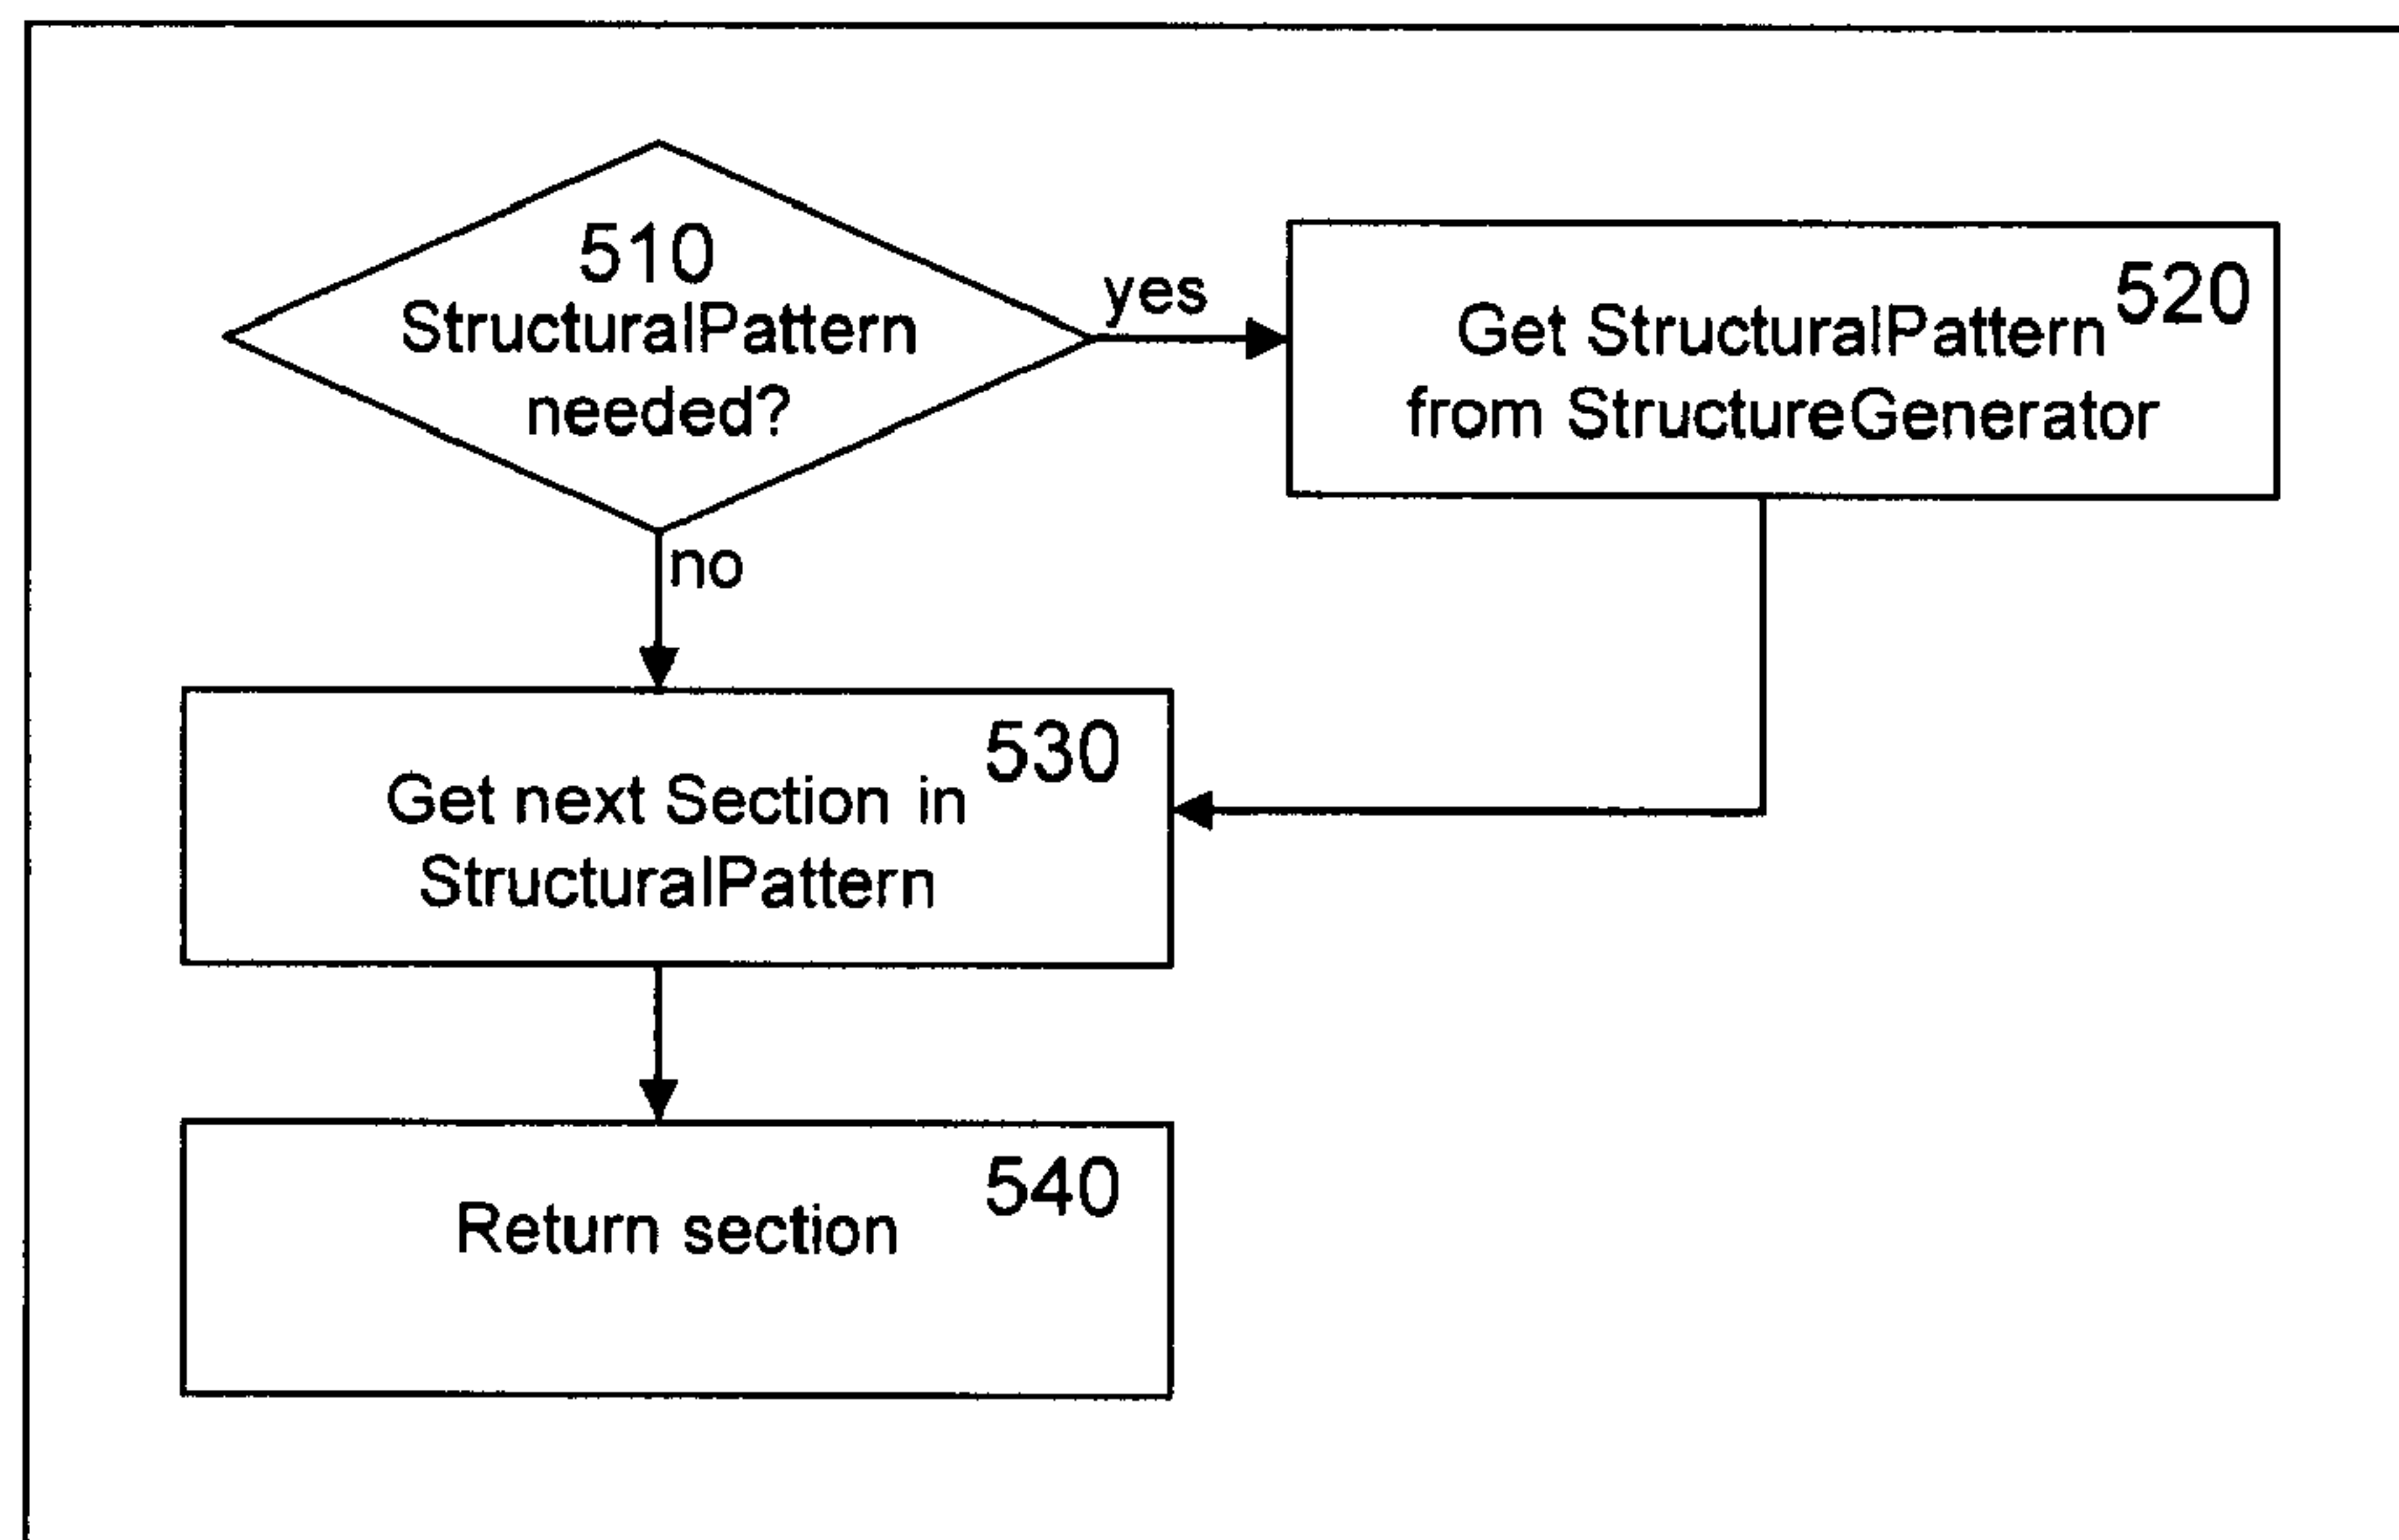 510
StructuralPattern
needed?
yes
520
Get StructuralPattern
from StructureGenerator
no
530
Get next Section in
StructuralPattern
540
Return section